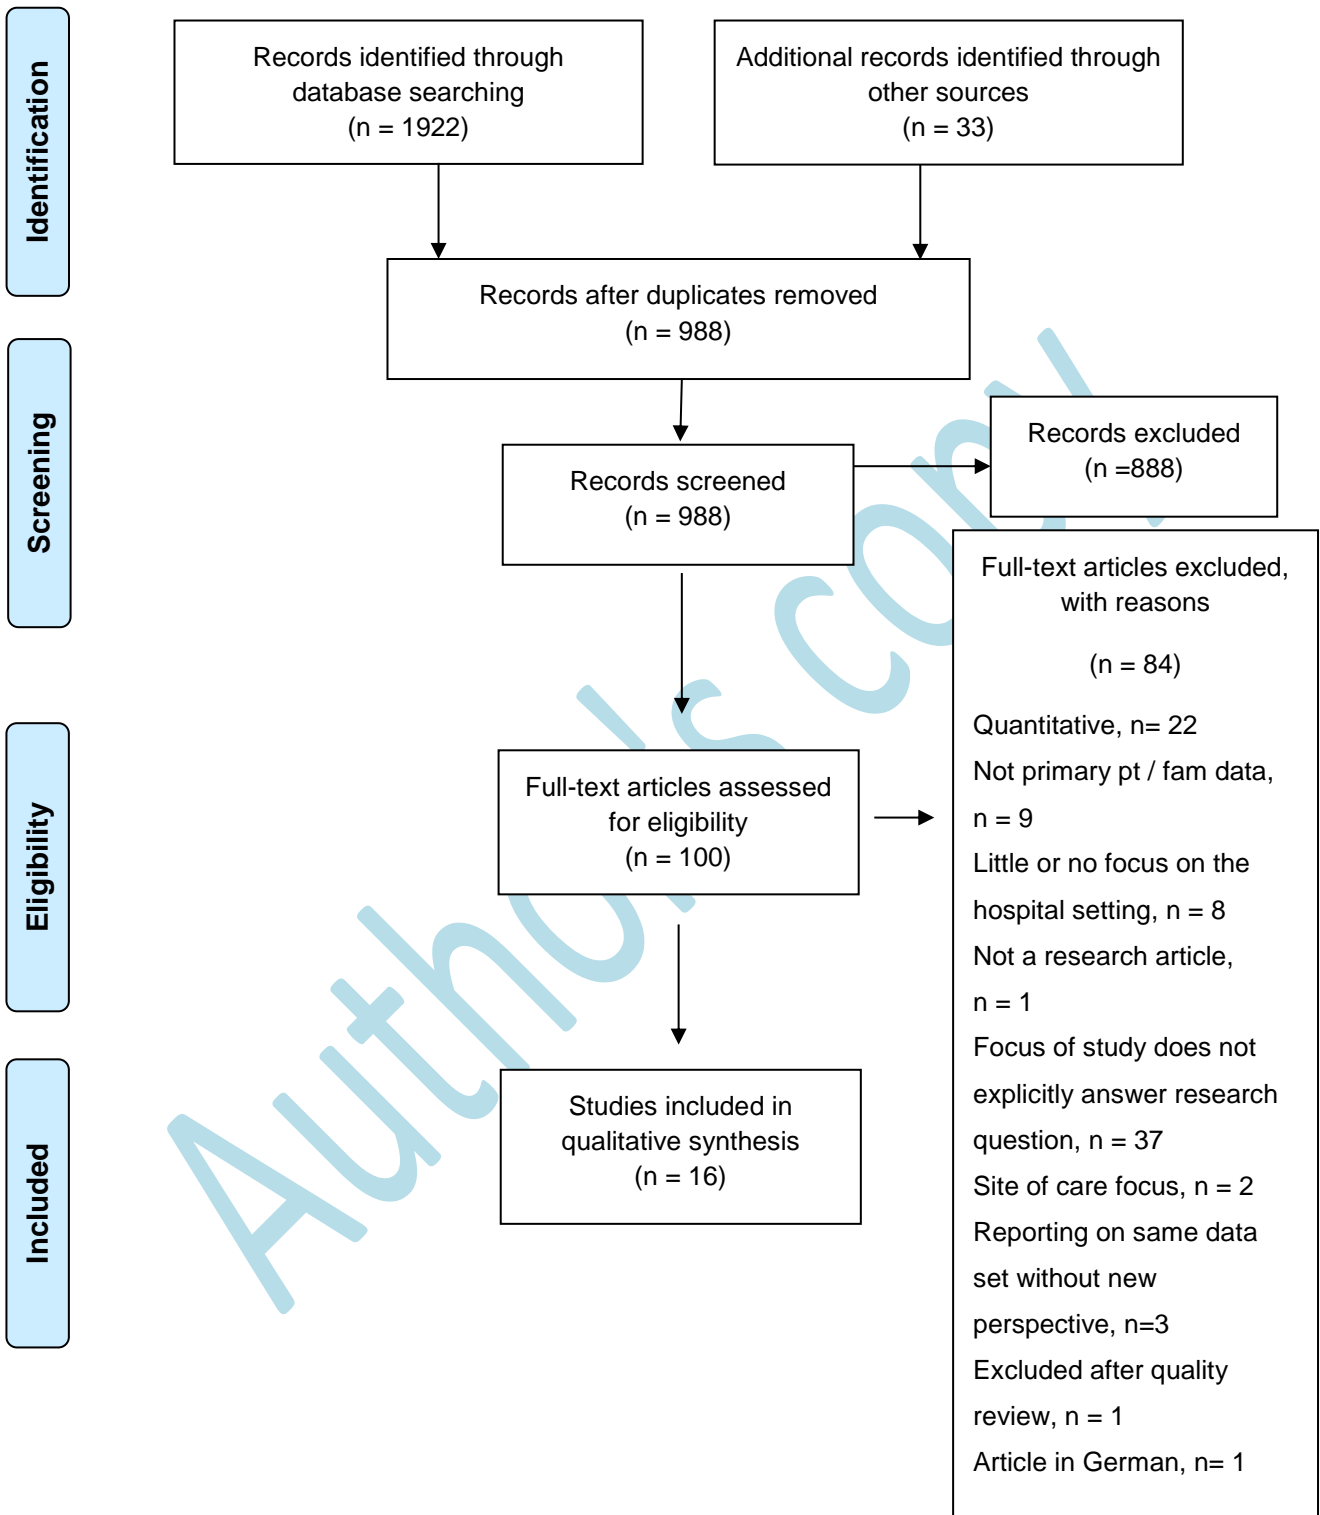 Identification
Records identified through
database searching
(n = 1922)
Additional records identified through
other sources
(n = 33)
Records after duplicates removed
(n = 988)
Screening
Records screened
(n = 988)
Records excluded
(n =888)
Full-text articles excluded,
with reasons
(n = 84)
Quantitative, n= 22
Not primary pt / fam data,
n = 9
Little or no focus on the
hospital setting, n = 8
Not a research article,
n = 1
Focus of study does not
explicitly answer research
question, n = 37
Site of care focus, n = 2
Reporting on same data
set without new
perspective, n=3
Excluded after quality
review, n = 1
Article in German, n= 1
Eligibility
Full-text articles assessed
for eligibility
(n = 100)
Included
Studies included in
qualitative synthesis
(n = 16)
Author's copy